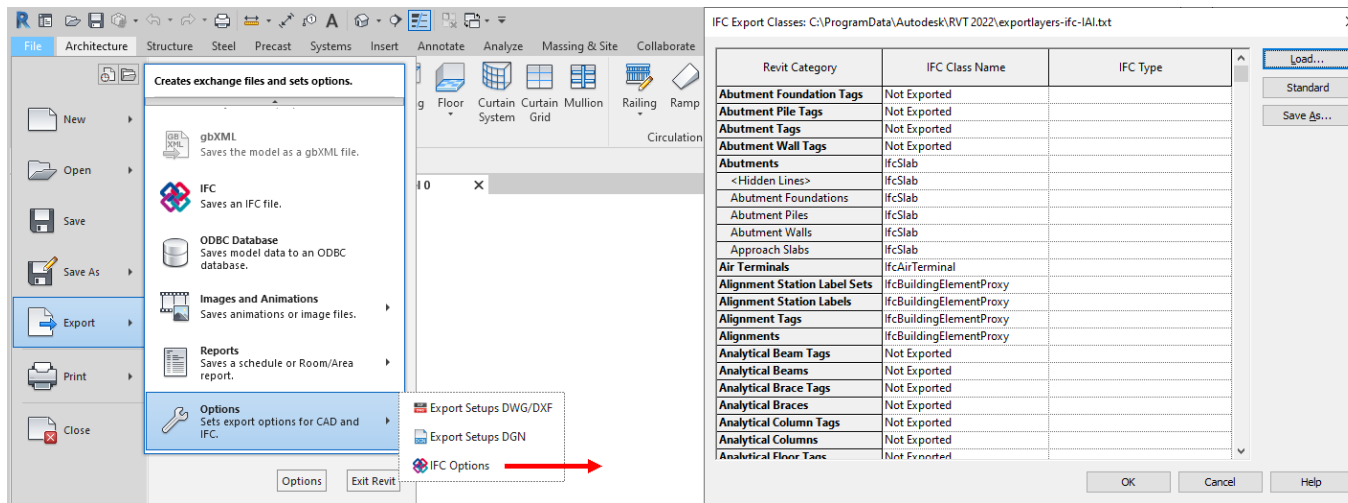 File Architecture Structure Steel Precast Systems Insert Annotate Analyze Massing & Site Collaborate
Creates exchange files and sets options.
New
Open
Save
Save As
Export
Print
Close
gbXML
Saves the model as a gbXML file.
IFC
Saves an IFC file.
ODBC Database
Saves model data to an ODBC
database.
Images and Animations
Saves animations or image files.
Reports
Saves a schedule or Room/Area
report.
Options
Sets export options for CAD and
IFC.
Export Setups DWG/DXF
Export Setups DGN
IFC Options
Options Exit Revit
g Floor Curtain System Curtain Grid Mullion Railing Ramp
Circulation
l 0
IFC Export Classes: C:\ProgramData\Autodesk\RVT 2022\exportlayers-ifc-IAI.txt
Revit Category IFC Class Name IFC Type
Abutment Foundation Tags Not Exported
Abutment Pile Tags Not Exported
Abutment Tags Not Exported
Abutment Wall Tags Not Exported
Abutments IfcSlab
<Hidden Lines> IfcSlab
Abutment Foundations IfcSlab
Abutment Piles IfcSlab
Abutment Walls IfcSlab
Approach Slabs IfcSlab
Air Terminals IfcAirTerminal
Alignment Station Label Sets IfcBuildingElementProxy
Alignment Station Labels IfcBuildingElementProxy
Alignment Tags IfcBuildingElementProxy
Alignments IfcBuildingElementProxy
Analytical Beam Tags Not Exported
Analytical Beams Not Exported
Analytical Brace Tags Not Exported
Analytical Braces Not Exported
Analytical Column Tags Not Exported
Analytical Columns Not Exported
Analytical Floor Tags Not Exported
Load...
Standard
Save As...
OK Cancel Help